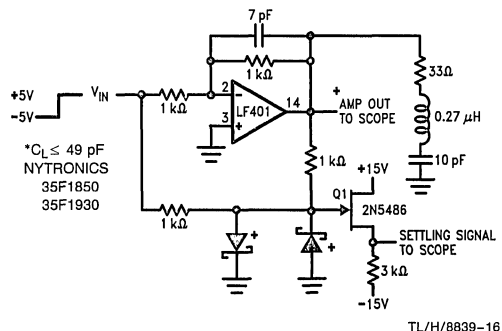 7 pF
1 kΩ
+5V
-5V
VIN
1 kΩ
2
LF401
14
3
+
AMP OUT
TO SCOPE
33Ω
0.27 μH
10 pF
*CL ≤ 49 pF
NYTRONICS
35F1850
35F1930
1 kΩ
+15V
Q1
2N5486
1 kΩ
SETTLING SIGNAL
TO SCOPE
3 kΩ
-15V
TL/H/8839-16